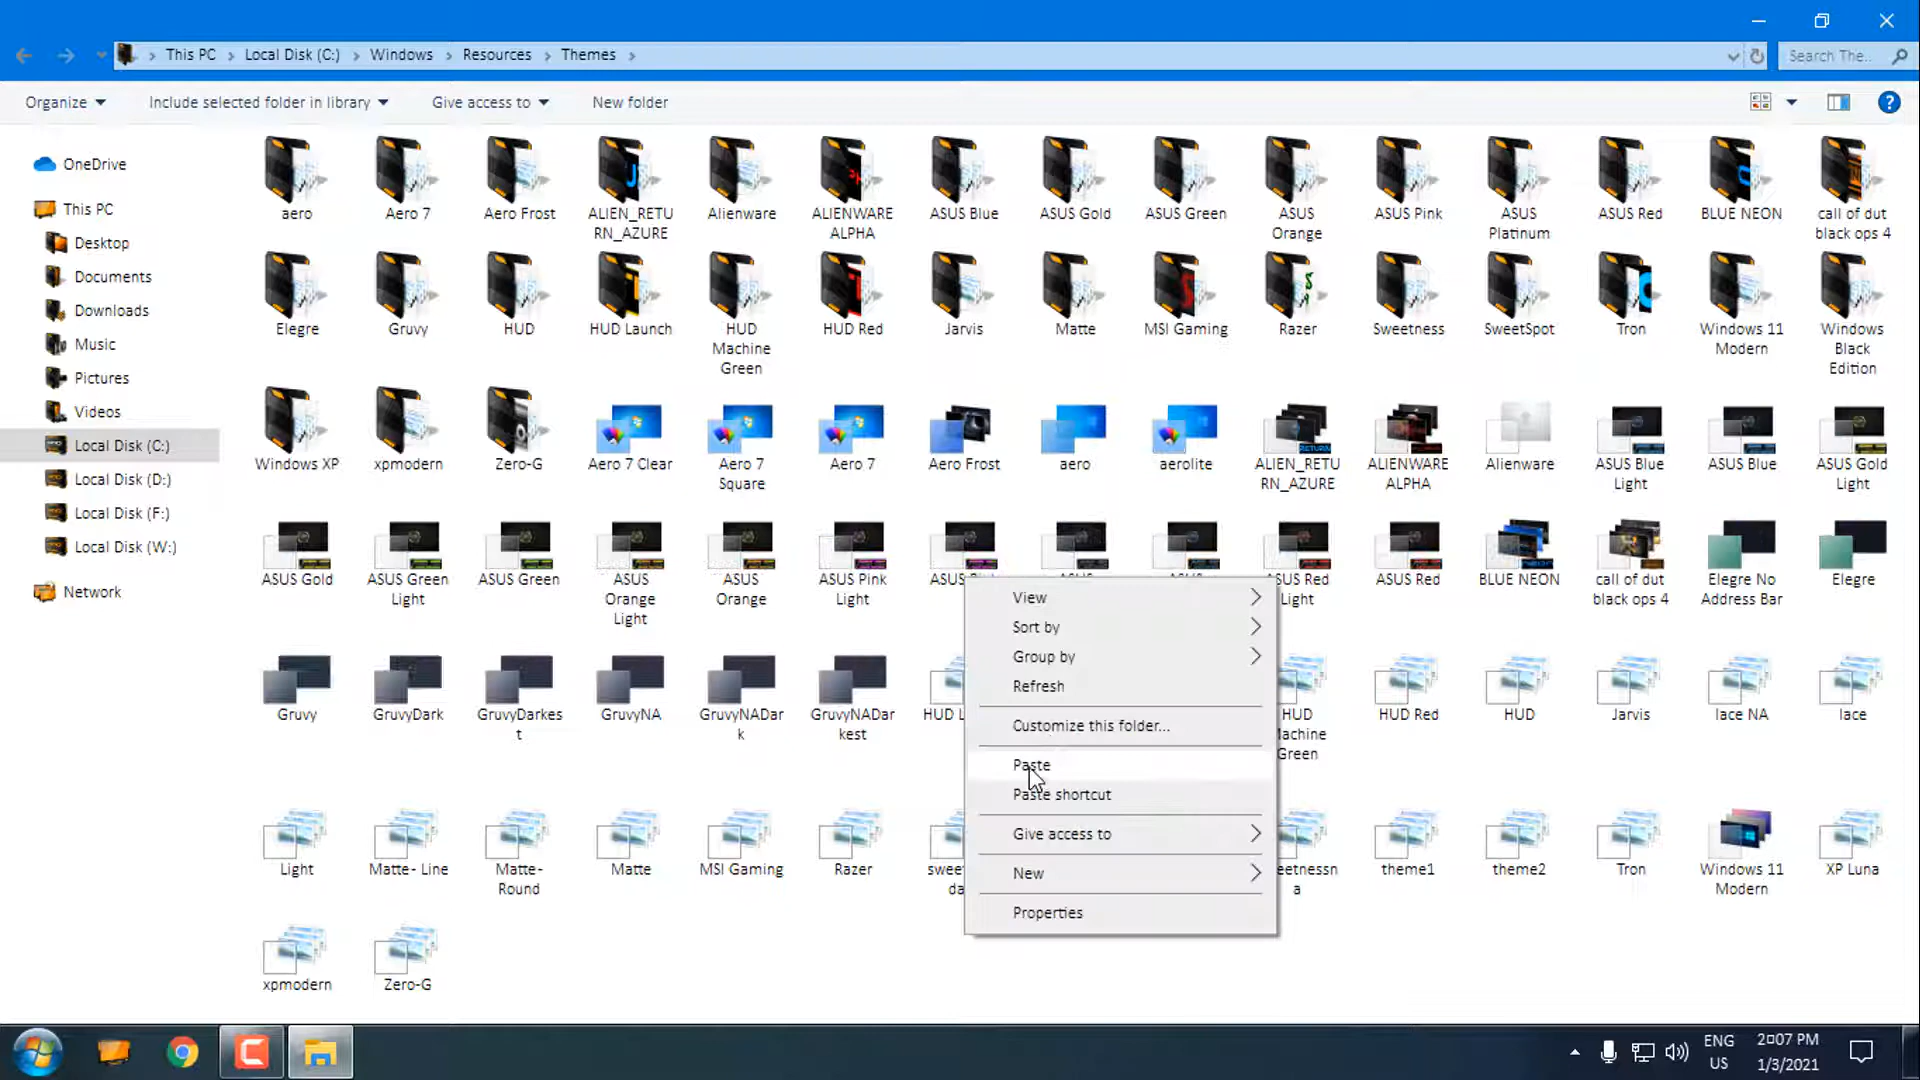 This PC > Local Disk (C:) > Windows > Resources > Themes >
Search The...
Organize Include selected folder in library Give access to New folder
OneDrive
This PC
Desktop
Documents
Downloads
Music
Pictures
Videos
Local Disk (C:)
Local Disk (D:)
Local Disk (F:)
Local Disk (W:)
Network
aero Aero 7 Aero Frost ALIEN_RETU Alienware ALIENWARE ASUS Blue ASUS Gold ASUS Green ASUS ASUS Pink ASUS ASUS Red BLUE NEON call of dut
RN_AZURE ALPHA Orange Platinum black ops 4
Elegre Gruvy HUD HUD Launch HUD HUD Red Jarvis Matte MSI Gaming Razer Sweetness SweetSpot Tron Windows 11 Windows
Machine Modern Black
Green Edition
Windows XP xpmodern Zero-G Aero 7 Clear Aero 7 Aero 7 Aero Frost aero aerolite ALIEN_RETU ALIENWARE Alienware ASUS Blue ASUS Blue ASUS Gold
Square RN_AZURE ALPHA Light Light
ASUS Gold ASUS Green ASUS Green ASUS ASUS ASUS Pink ASUS Red ASUS Red BLUE NEON call of dut Elegre No Elegre
Light Orange Orange Light Light black ops 4 Address Bar
Light
Gruvy GruvyDark GruvyDarkes GruvyNA GruvyNADar GruvyNADar HUD L HUD HUD Red HUD Jarvis lace NA lace
t k kest Machine
Green
Light Matte- Line Matte- Matte MSI Gaming Razer swee eetnessn theme1 theme2 Tron Windows 11 XP Luna
Round da a Modern
xpmodern Zero-G
View
Sort by
Group by
Refresh
Customize this folder...
Paste
Paste shortcut
Give access to
New
Properties
ENG
US
2:07 PM
1/3/2021